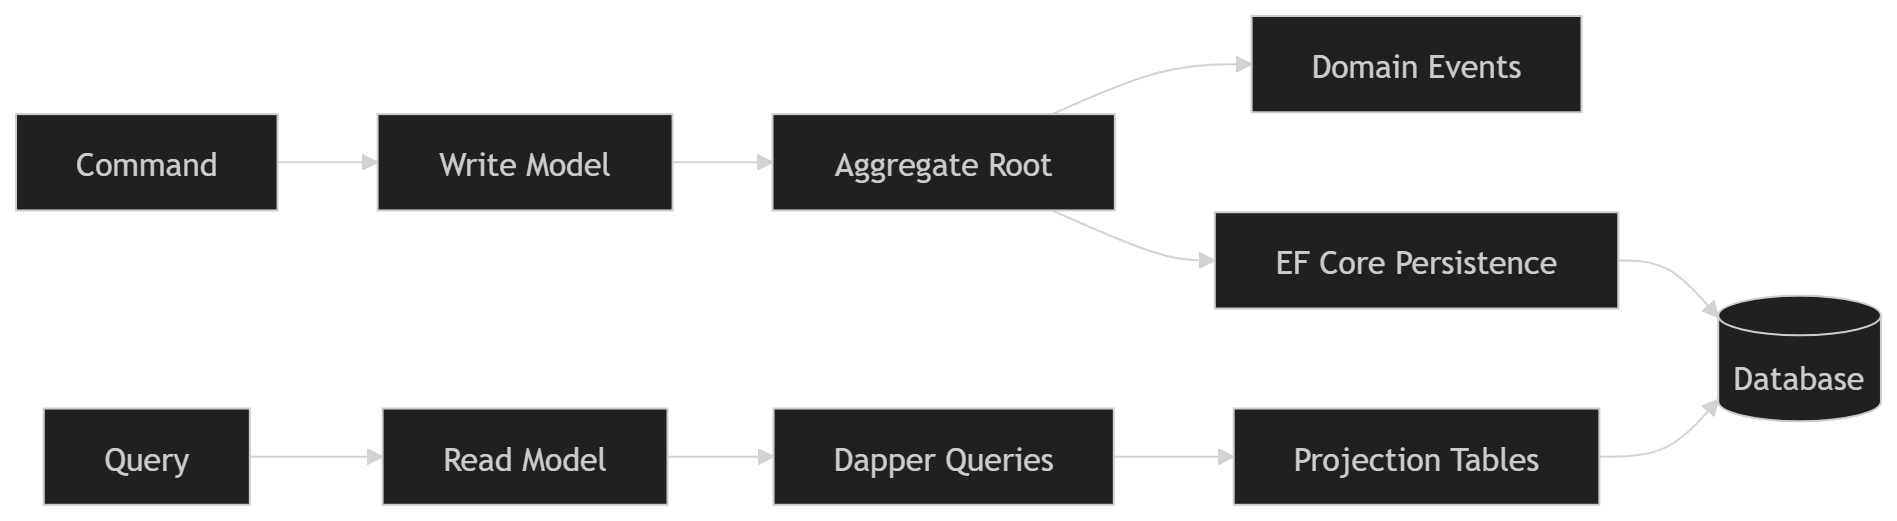 Domain Events
Command
Write Model
Aggregate Root
EF Core Persistence
Database
Query
Read Model
Dapper Queries
Projection Tables